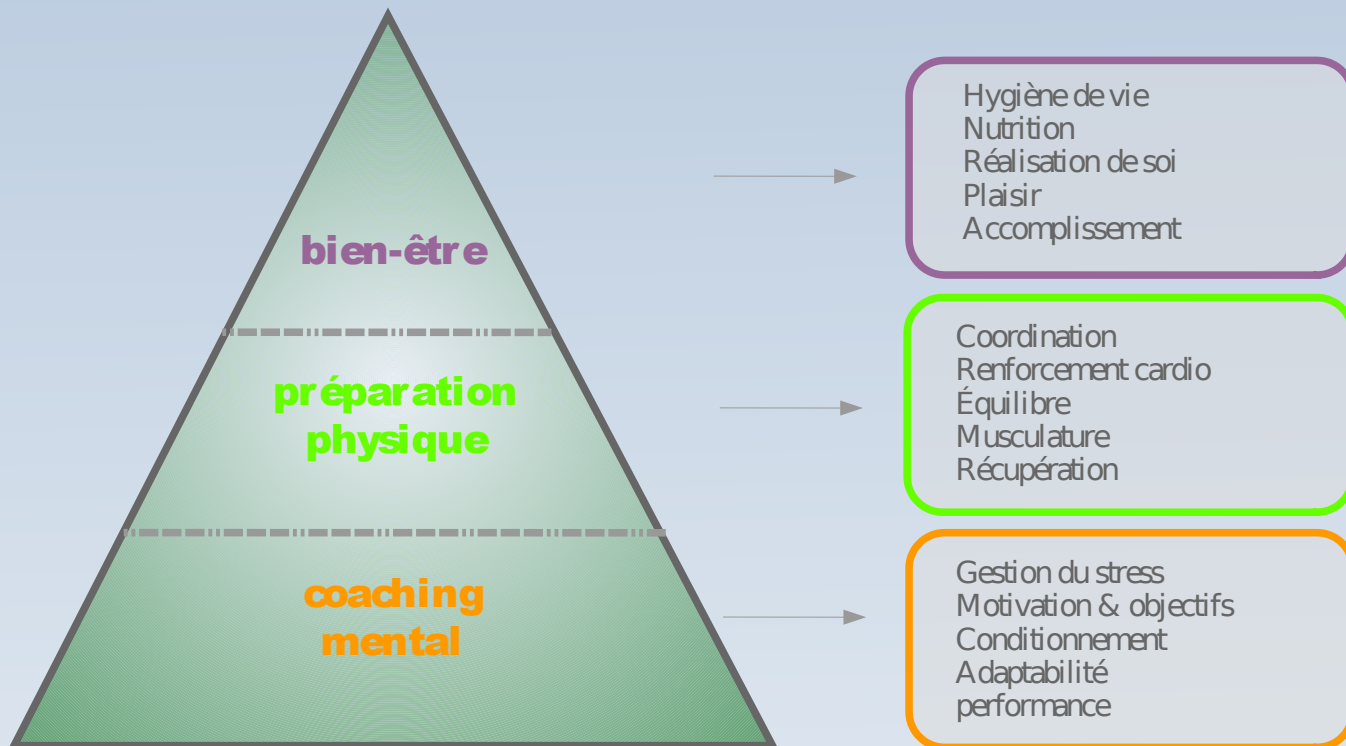 bien-être
Hygiène de vie
Nutrition
Réalisation de soi
Plaisir
Accomplissement
préparation
physique
Coordination
Renforcement cardio
Équilibre
Musculature
Récupération
coaching
mental
Gestion du stress
Motivation & objectifs
Conditionnement
Adaptabilité
performance